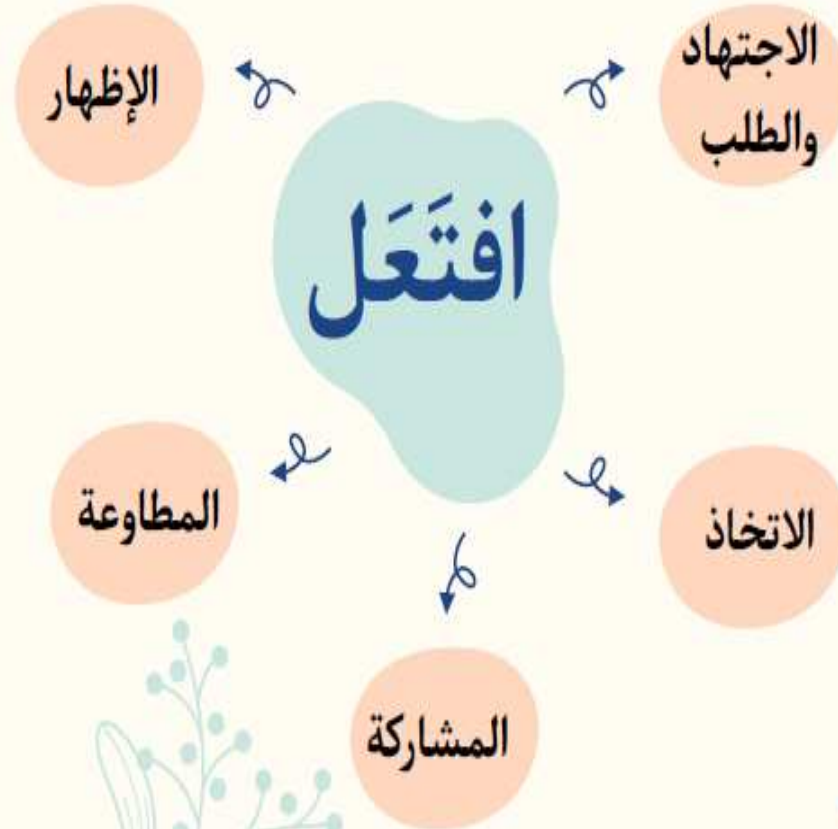 الاجتهاد
والطلب
الإظهار
افتَعَل
المطاوعة
الاتخاذ
المشاركة